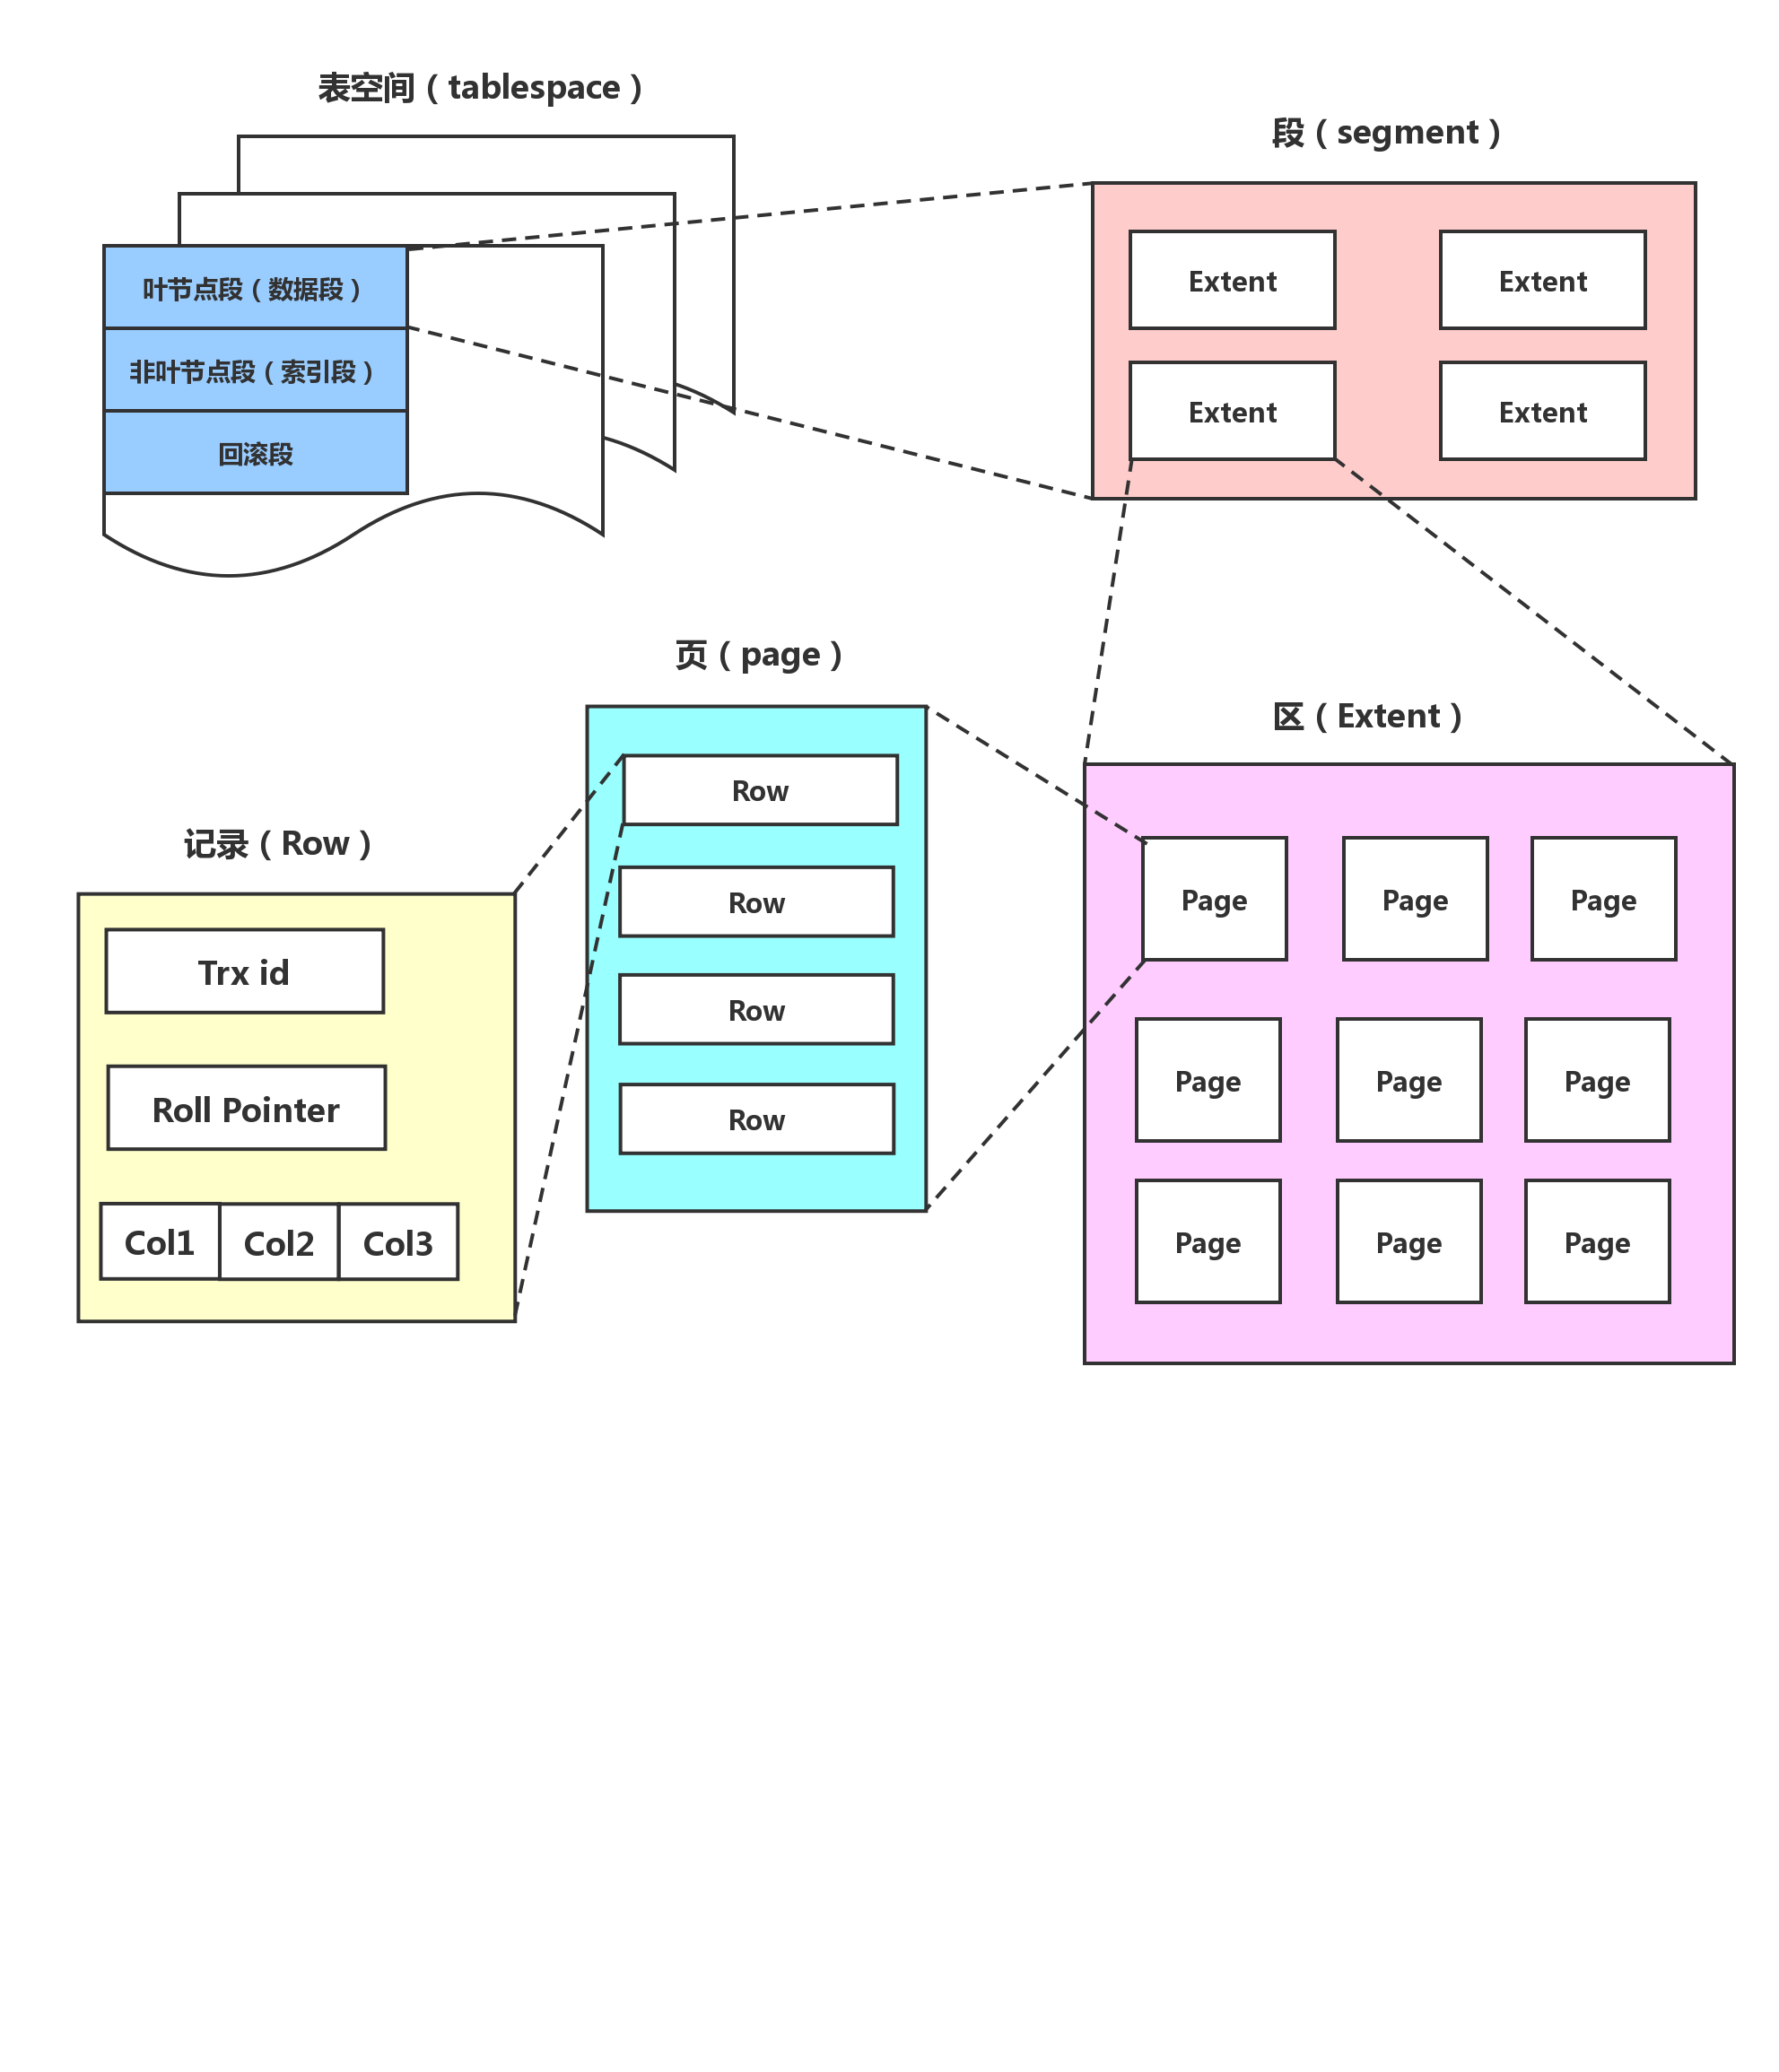 表空间（tablespace）
叶节点段（数据段）
非叶节点段（索引段）
回滚段
段（segment）
Extent
Extent
Extent
Extent
区（Extent）
Page
Page
Page
Page
Page
Page
Page
Page
Page
页（page）
Row
Row
Row
Row
记录（Row）
Trx id
Roll Pointer
Col1 Col2 Col3